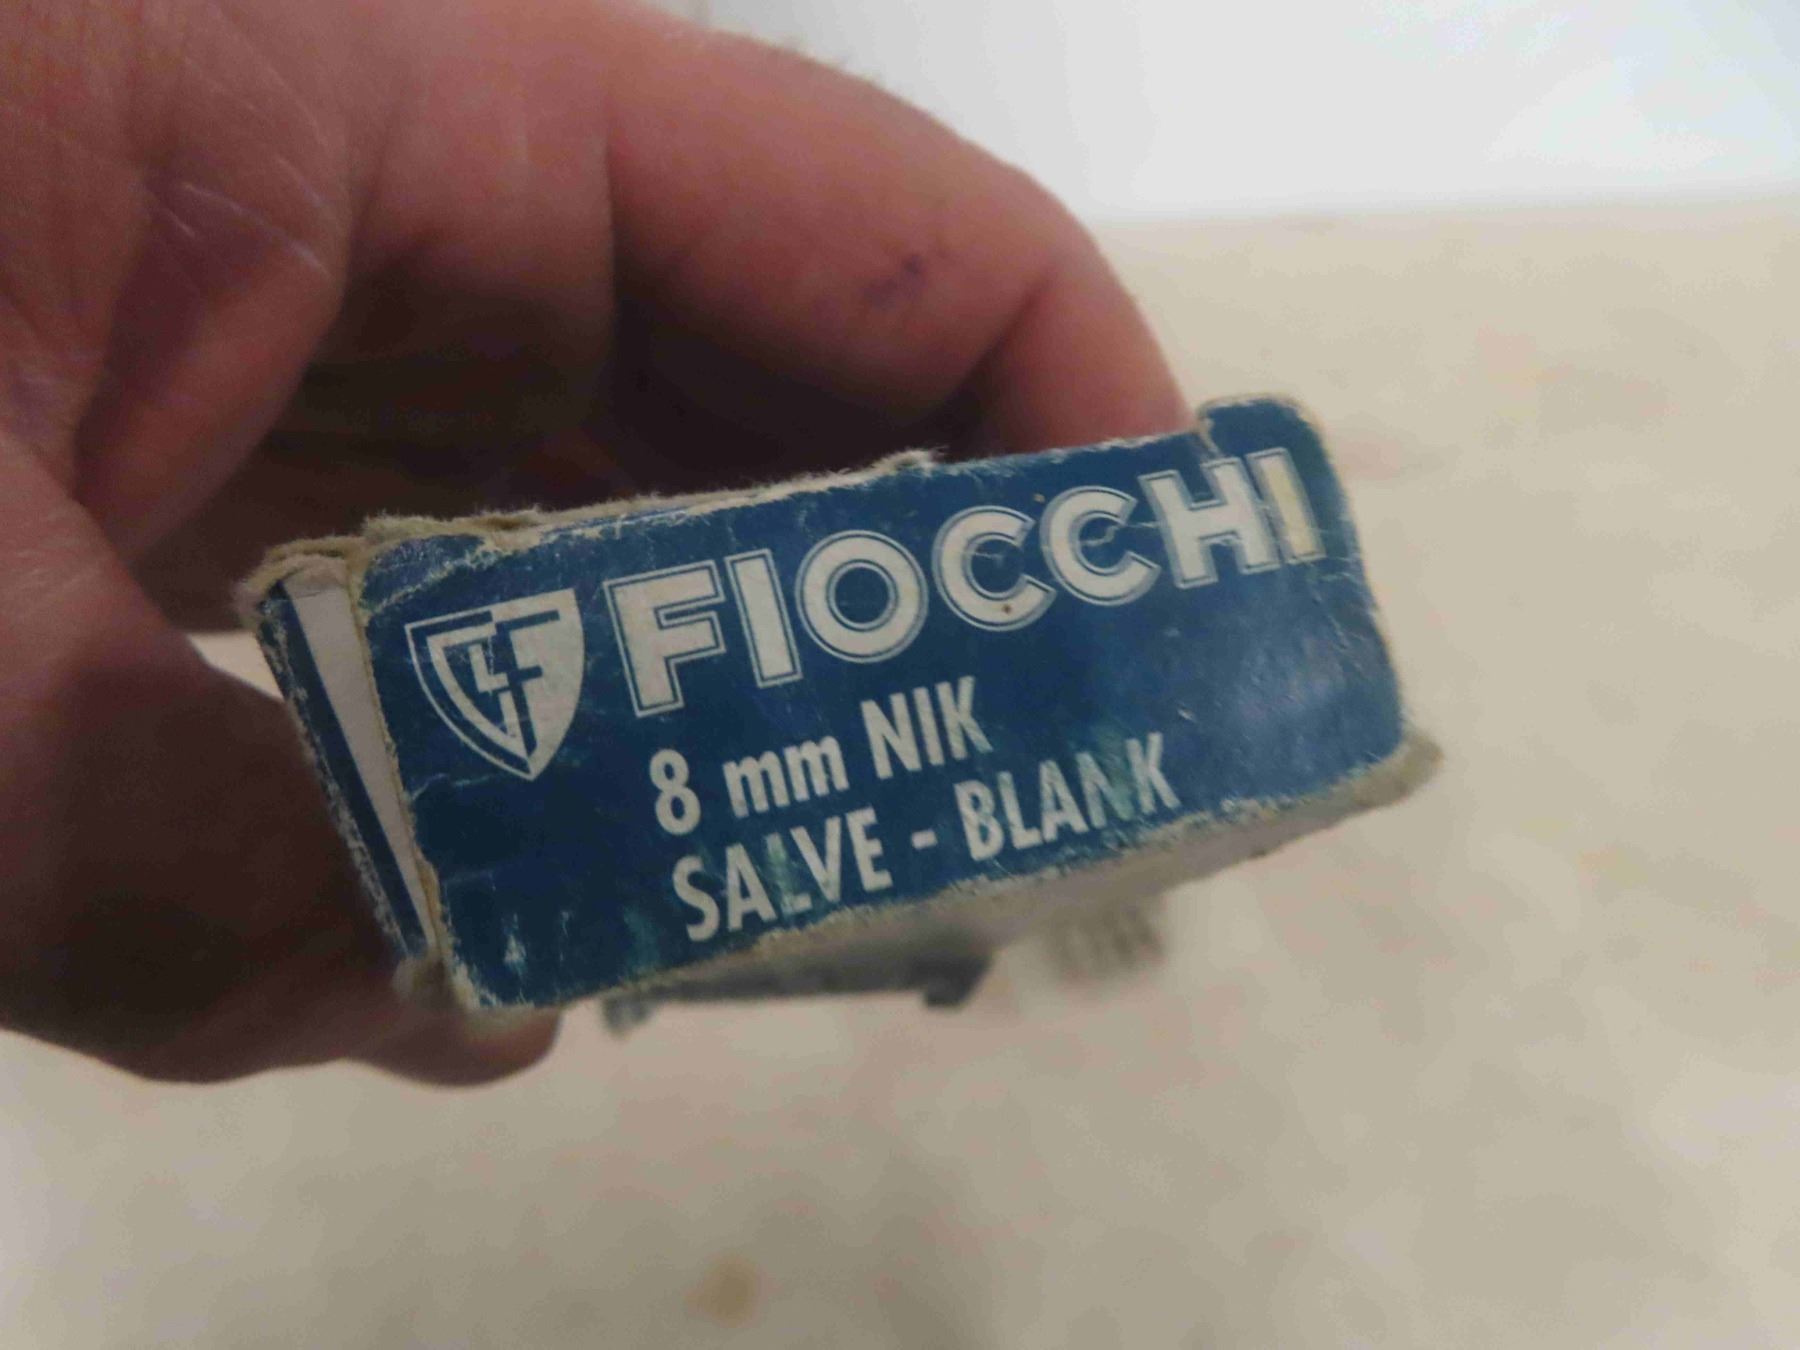 FIOCCHI
8 mm NIK
SALVE - BLANK